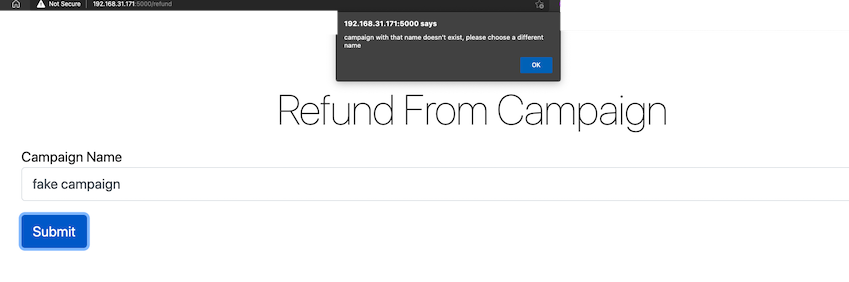 Not Secure | 192.168.31.171:5000/refund
192.168.31.171:5000 says
campaign with that name doesn't exist, please choose a different
name
OK
Refund From Campaign
Campaign Name
fake campaign
Submit